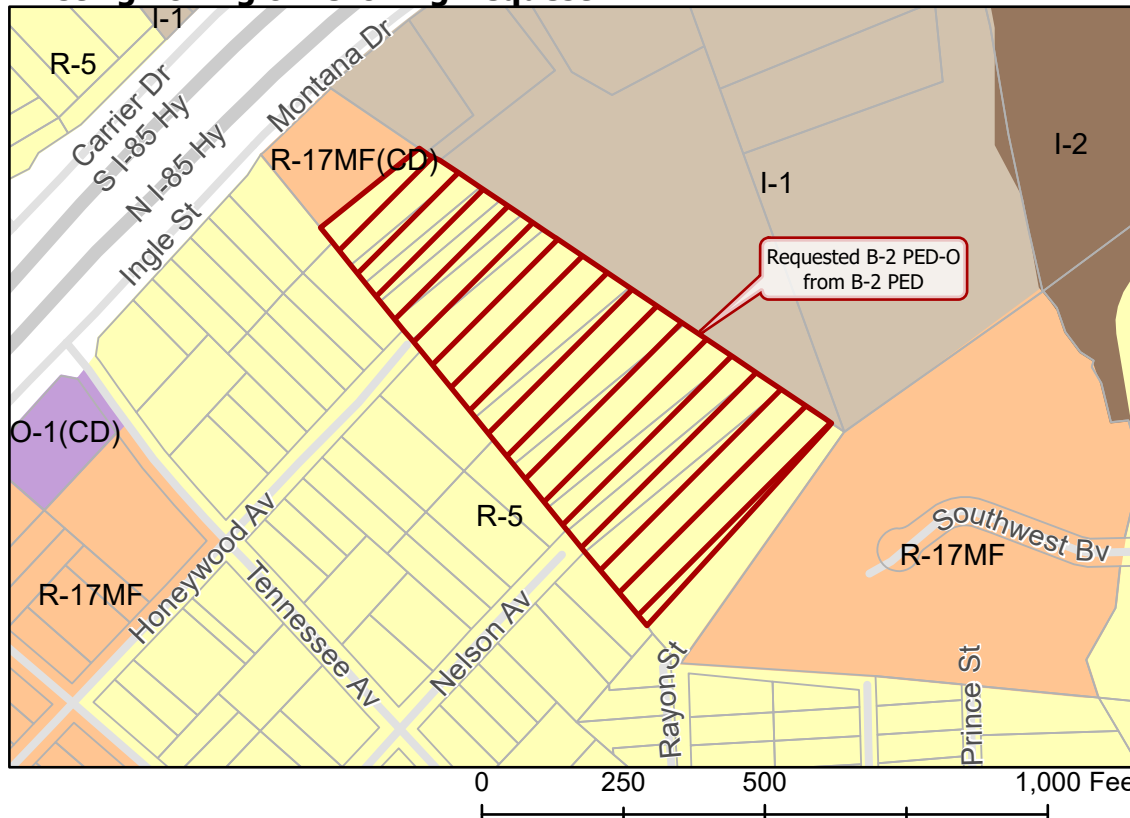 I-1
R-5
Carrier Dr
S I-85 Hy
N I-85 Hy
Montana Dr
Ingle St
R-17MF(CD)
I-1
I-2
Requested B-2 PED-O
from B-2 PED
O-1(CD)
R-5
R-17MF
Honeywood Av
Tennessee Av
Nelson Av
Southwest Bv
R-17MF
Rayon St
Prince St
0
250
500
1,000 Fee